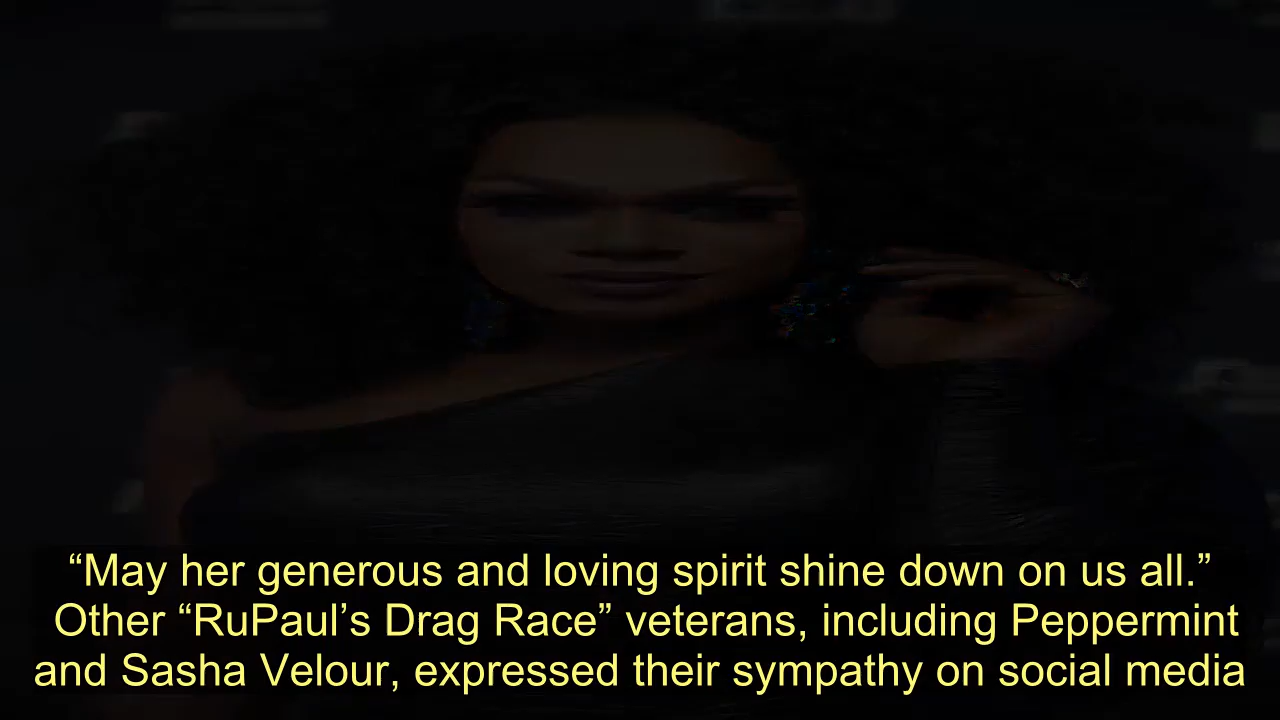 “May her generous and loving spirit shine down on us all.”
Other “RuPaul’s Drag Race” veterans, including Peppermint
and Sasha Velour, expressed their sympathy on social media